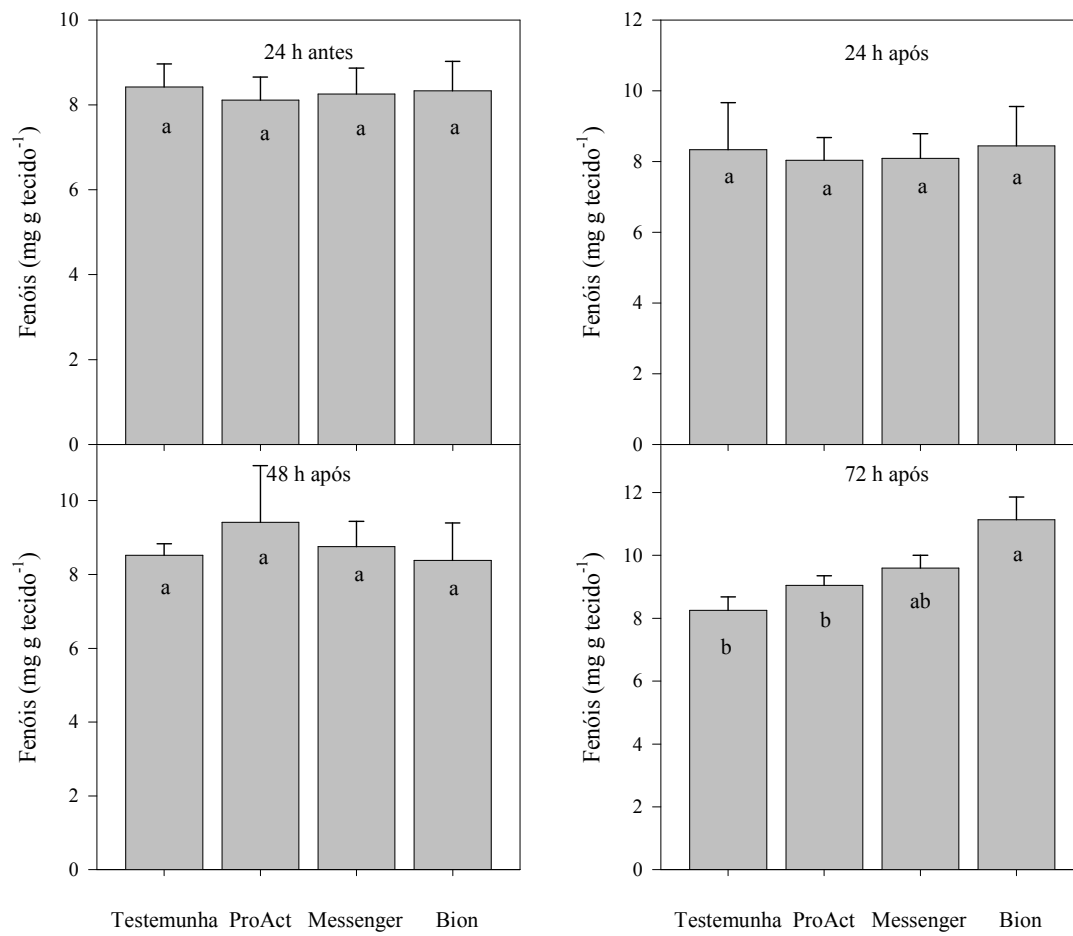 24 h antes
10
8
6
4
2
0
Fenóis (mg g tecido⁻¹)
a a a a
24 h após
12
10
8
6
4
2
0
Fenóis (mg g tecido⁻¹)
a a a a
48 h após
10
8
6
4
2
0
Fenóis (mg g tecido⁻¹)
a a a a
Testemunha ProAct Messenger Bion
72 h após
12
10
8
6
4
2
0
Fenóis (mg g tecido⁻¹)
b b ab a
Testemunha ProAct Messenger Bion